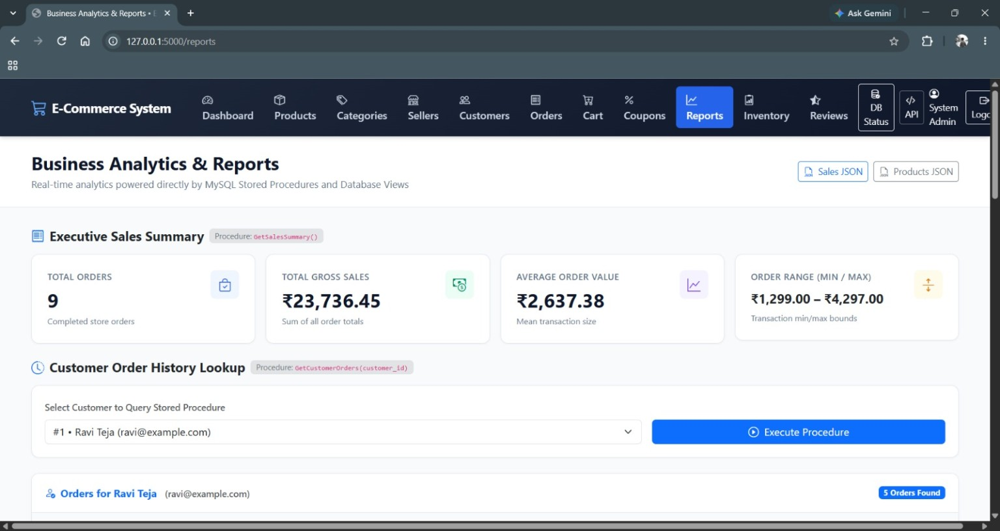 Business Analytics & Reports •
Ask Gemini
127.0.0.1:5000/reports
E-Commerce System
Dashboard
Products
Categories
Sellers
Customers
Orders
Cart
Coupons
Reports
Inventory
Reviews
DB
Status
API
System
Admin
Logo
Business Analytics & Reports
Real-time analytics powered directly by MySQL Stored Procedures and Database Views
Sales JSON
Products JSON
Executive Sales Summary
Procedure: GetSalesSummary()
TOTAL ORDERS
9
Completed store orders
TOTAL GROSS SALES
₹23,736.45
Sum of all order totals
AVERAGE ORDER VALUE
₹2,637.38
Mean transaction size
ORDER RANGE (MIN / MAX)
₹1,299.00 – ₹4,297.00
Transaction min/max bounds
Customer Order History Lookup
Procedure: GetCustomerOrders(customer_id)
Select Customer to Query Stored Procedure
#1 • Ravi Teja (ravi@example.com)
Execute Procedure
Orders for Ravi Teja (ravi@example.com)
5 Orders Found